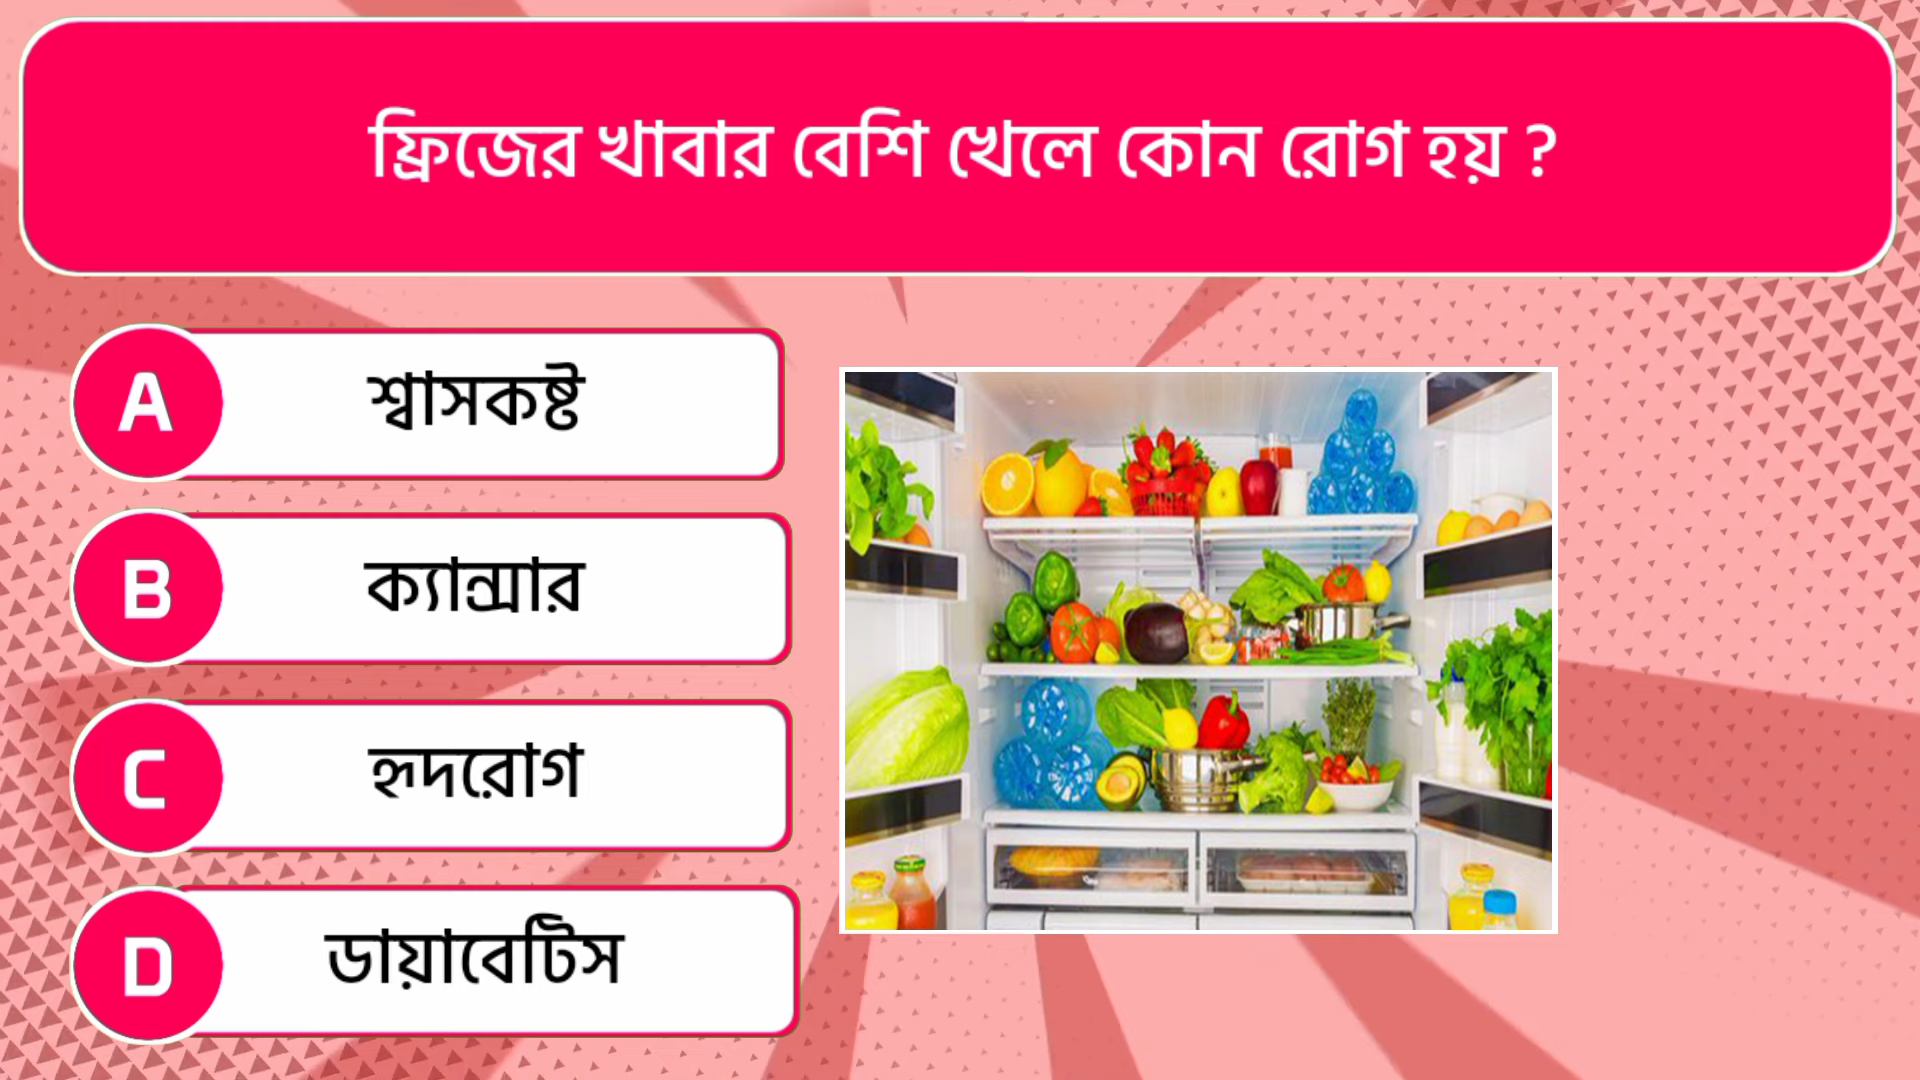 ফ্রিজের খাবার বেশি খেলে কোন রোগ হয় ?
A শ্বাসকষ্ট
B ক্যান্সার
C হৃদরোগ
D ডায়াবেটিস